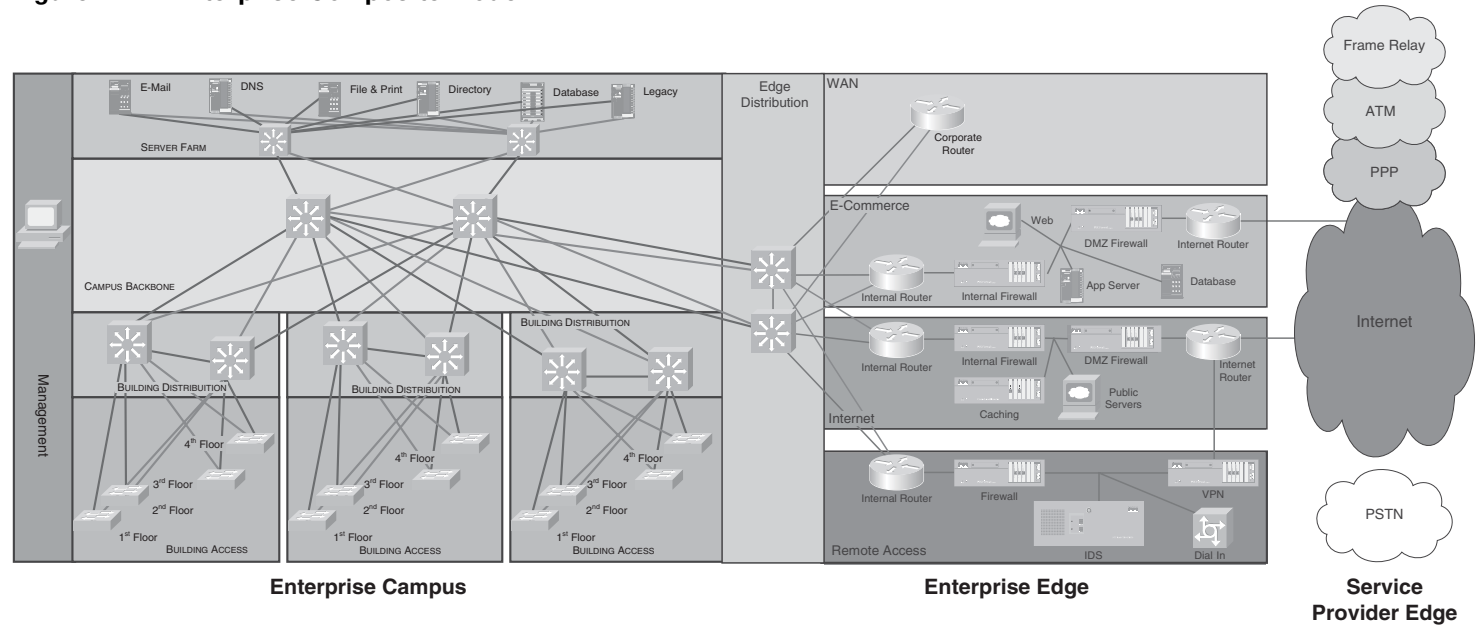 Management
E-Mail
DNS
File & Print
Directory
Database
Legacy
SERVER FARM
CAMPUS BACKBONE
BUILDING DISTRIBUTION
4th Floor
3rd Floor
2nd Floor
1st Floor
BUILDING ACCESS
BUILDING DISTRIBUTION
4th Floor
3rd Floor
2nd Floor
1st Floor
BUILDING ACCESS
BUILDING DISTRIBUTION
4th Floor
3rd Floor
2nd Floor
1st Floor
BUILDING ACCESS
Enterprise Campus
Edge
Distribution
WAN
Corporate
Router
E-Commerce
Web
DMZ Firewall
Internet Router
Internal Router
Internal Firewall
App Server
Database
Internal Router
Internal Firewall
DMZ Firewall
Internet
Router
Caching
Public
Servers
Internet
Internal Router
Firewall
VPN
IDS
Dial In
Remote Access
Enterprise Edge
Frame Relay
ATM
PPP
Internet
PSTN
Service
Provider Edge